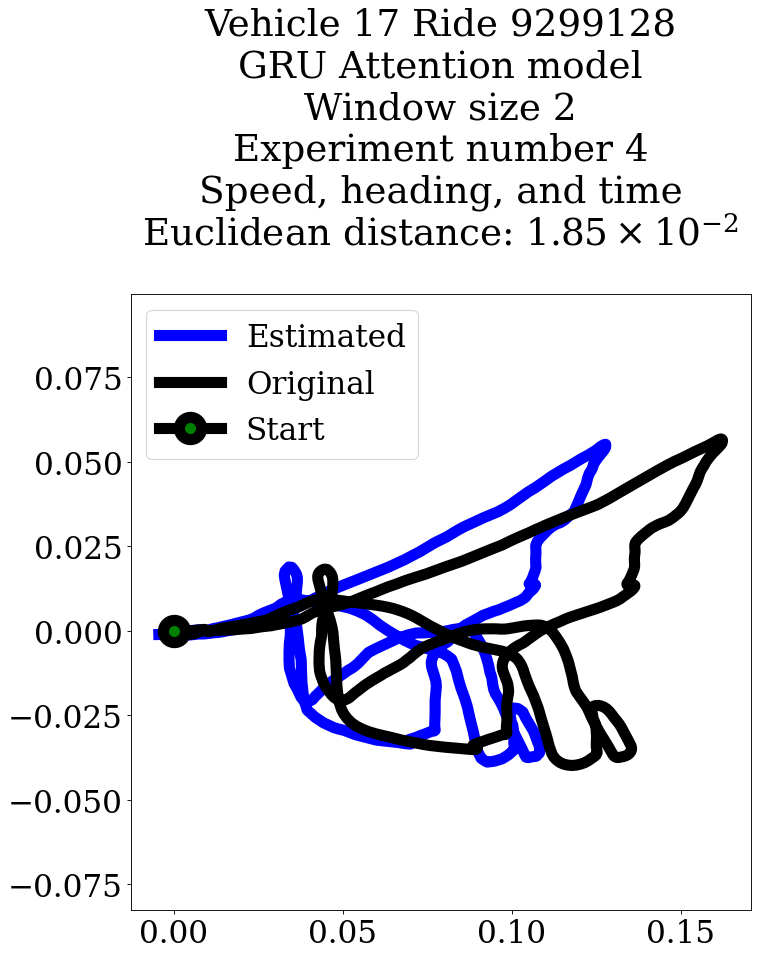 Vehicle 17 Ride 9299128
GRU Attention model
Window size 2
Experiment number 4
Speed, heading, and time
Euclidean distance: 1.85 × 10⁻²
Estimated
Original
Start
0.075
0.050
0.025
0.000
−0.025
−0.050
−0.075
0.00 0.05 0.10 0.15